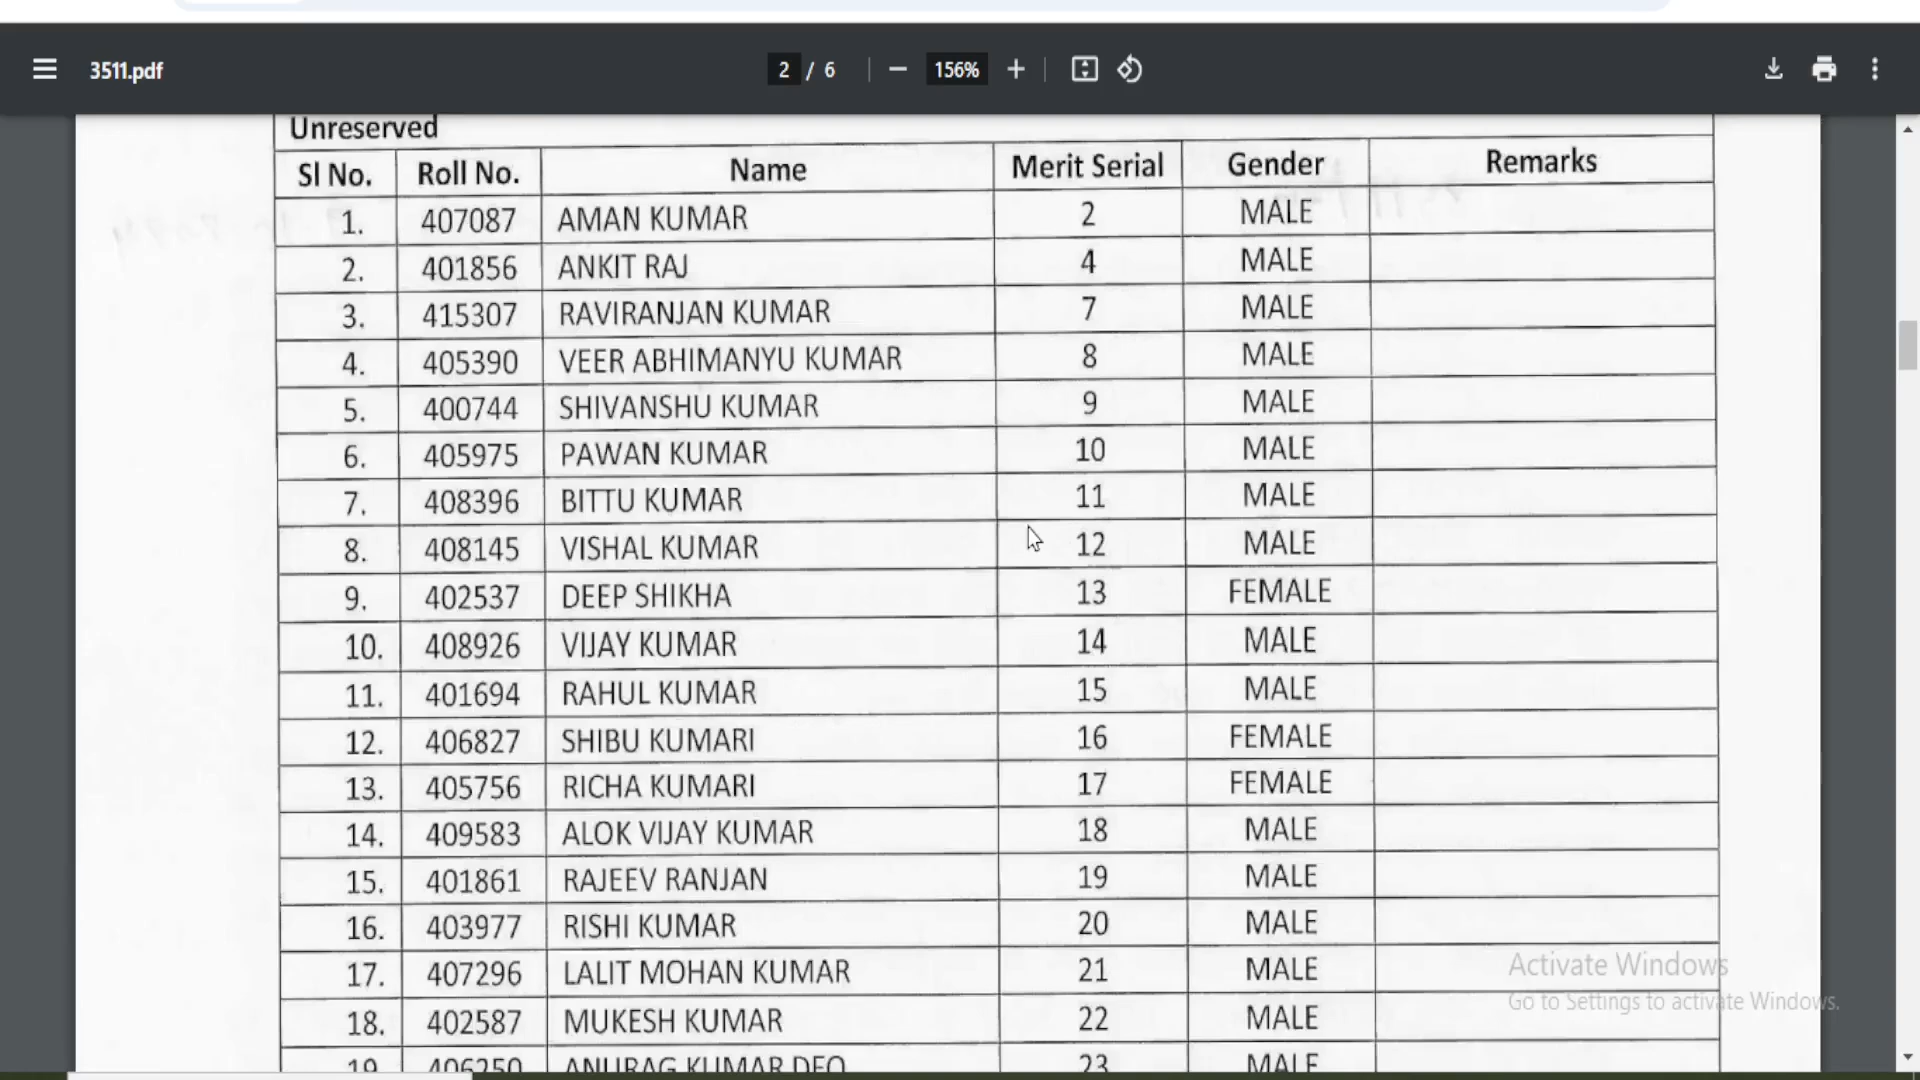 3511.pdf 2 / 6 156%
Unreserved
Sl No. Roll No. Name Merit Serial Gender Remarks
1. 407087 AMAN KUMAR 2 MALE
2. 401856 ANKIT RAJ 4 MALE
3. 415307 RAVIRANJAN KUMAR 7 MALE
4. 405390 VEER ABHIMANYU KUMAR 8 MALE
5. 400744 SHIVANSHU KUMAR 9 MALE
6. 405975 PAWAN KUMAR 10 MALE
7. 408396 BITTU KUMAR 11 MALE
8. 408145 VISHAL KUMAR 12 MALE
9. 402537 DEEP SHIKHA 13 FEMALE
10. 408926 VIJAY KUMAR 14 MALE
11. 401694 RAHUL KUMAR 15 MALE
12. 406827 SHIBU KUMARI 16 FEMALE
13. 405756 RICHA KUMARI 17 FEMALE
14. 409583 ALOK VIJAY KUMAR 18 MALE
15. 401861 RAJEEV RANJAN 19 MALE
16. 403977 RISHI KUMAR 20 MALE
17. 407296 LALIT MOHAN KUMAR 21 MALE
18. 402587 MUKESH KUMAR 22 MALE
19 406250 ANURAG KUMAR DEO 23 MALE
Activate Windows
Go to Settings to activate Windows.